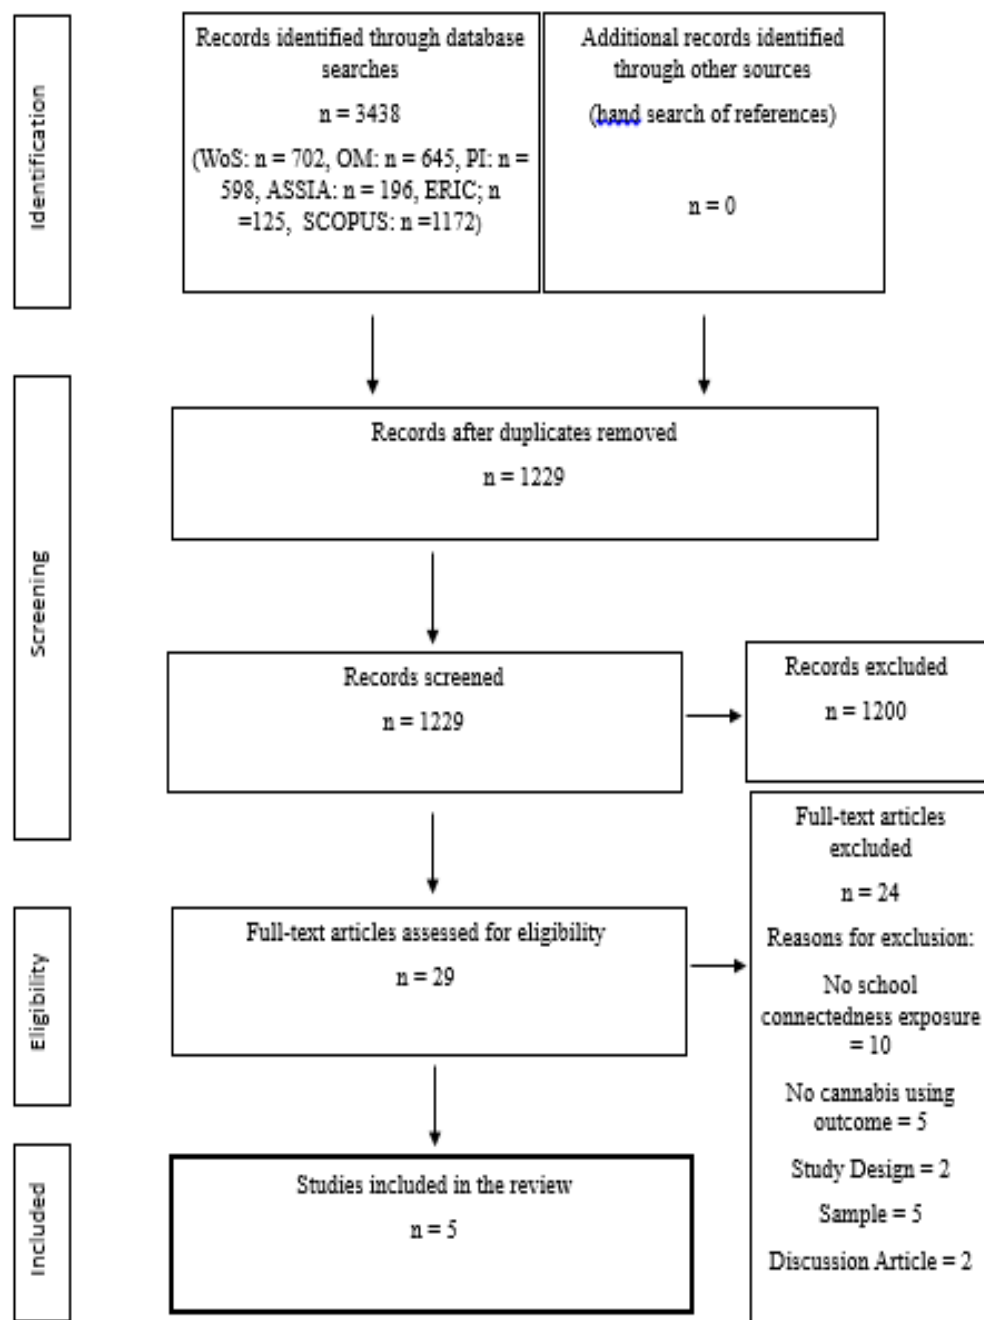 Identification
Records identified through database
searches
n = 3438
(WoS: n = 702, OM: n = 645, PI: n =
598, ASSIA: n = 196, ERIC; n
=125, SCOPUS: n =1172)
Additional records identified
through other sources
(hand search of references)
n = 0
Screening
Records after duplicates removed
n = 1229
Records screened
n = 1229
Records excluded
n = 1200
Eligibility
Full-text articles assessed for eligibility
n = 29
Full-text articles
excluded
n = 24
Reasons for exclusion:
No school
connectedness exposure
= 10
No cannabis using
outcome = 5
Study Design = 2
Sample = 5
Discussion Article = 2
Included
Studies included in the review
n = 5